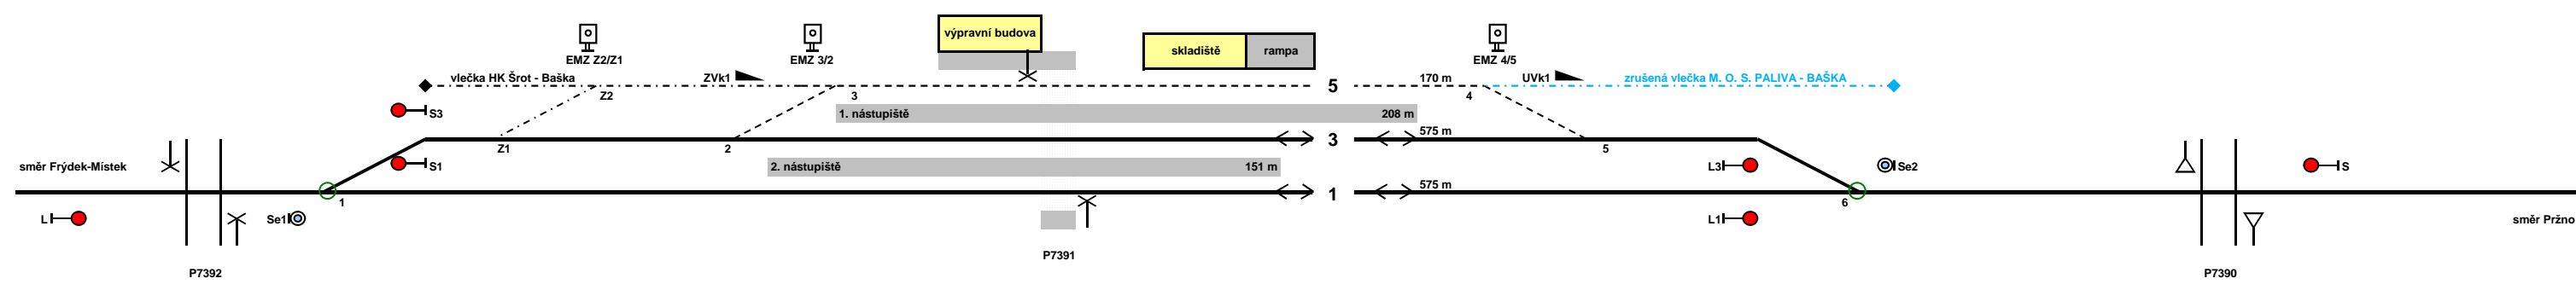 výpravní budova
skladiště
rampa
EMZ Z2/Z1
EMZ 3/2
EMZ 4/5
vlečka HK Šrot - Baška
ZVk1
5
170 m
UVk1
zrušená vlečka M. O. S. PALIVA - BAŠKA
Z2
3
4
S3
1. nástupiště
208 m
3
575 m
Z1
2
5
směr Frýdek-Místek
S1
2. nástupiště
151 m
L3
Se2
S
1
575 m
1
6
L
Se1
L1
směr Pržno
P7391
P7392
P7390